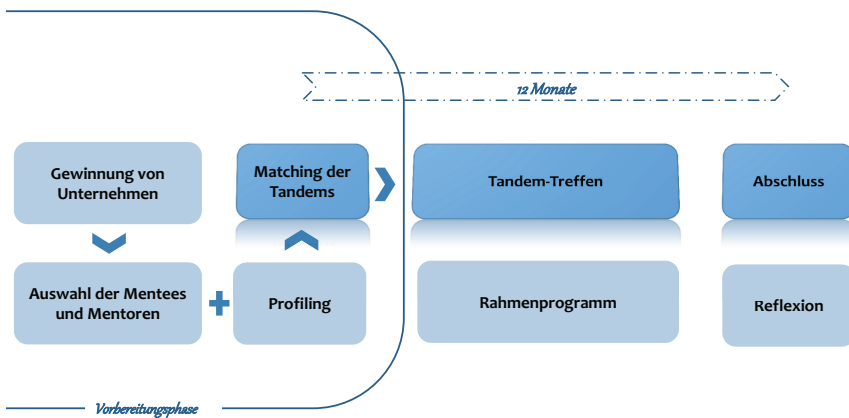 12 Monate
Gewinnung von
Unternehmen
Matching der
Tandems
Tandem-Treffen
Abschluss
Auswahl der Mentees
und Mentoren
Profiling
Rahmenprogramm
Reflexion
Vorbereitungsphase